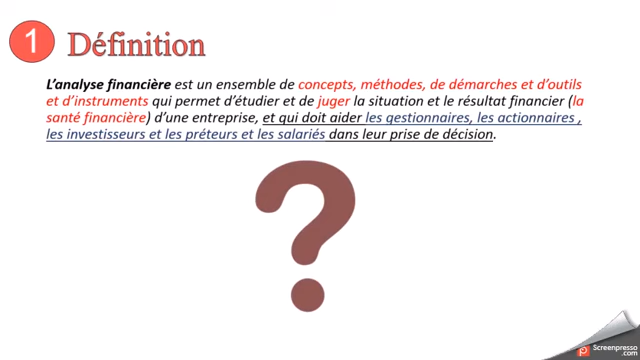 1 Définition
L'analyse financière est un ensemble de concepts, méthodes, de démarches et d'outils
et d'instruments qui permet d'étudier et de juger la situation et le résultat financier (la
santé financière) d'une entreprise, et qui doit aider les gestionnaires, les actionnaires ,
les investisseurs et les préteurs et les salariés dans leur prise de décision.
?
Screenpresso
.com